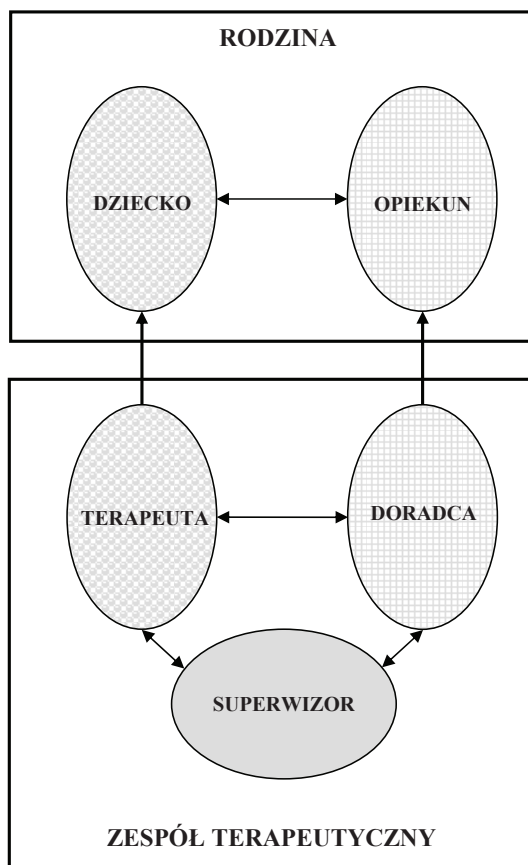 RODZINA
DZIECKO
OPIEKUN
TERAPEUTA
DORADCA
SUPERWIZOR
ZESPÓŁ TERAPEUTYCZNY